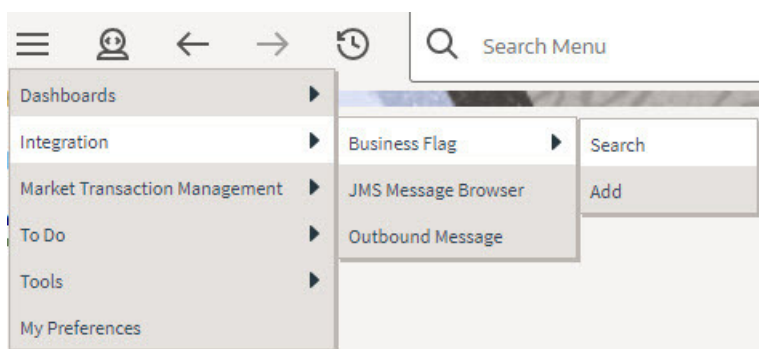 Search Menu
Dashboards
Integration
Business Flag
Search
Market Transaction Management
JMS Message Browser
Add
To Do
Outbound Message
Tools
My Preferences